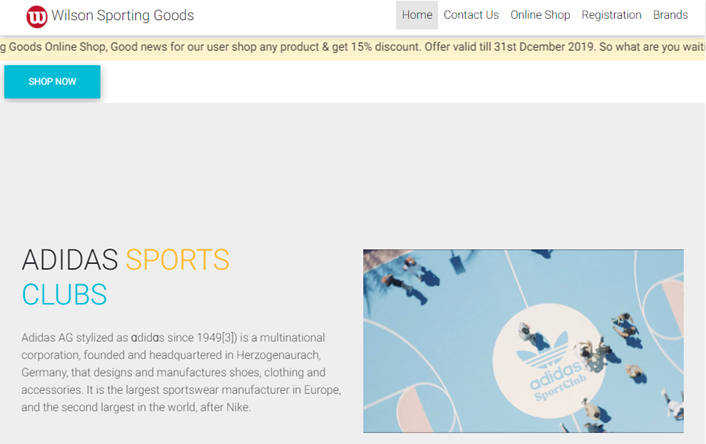 W Wilson Sporting Goods
Home Contact Us Online Shop Registration Brands
g Goods Online Shop, Good news for our user shop any product & get 15% discount. Offer valid till 31st Dcember 2019. So what are you wait
SHOP NOW
ADIDAS SPORTS
CLUBS
Adidas AG stylized as ɑdidɑs since 1949[3]) is a multinational
corporation, founded and headquartered in Herzogenaurach,
Germany, that designs and manufactures shoes, clothing and
accessories. It is the largest sportswear manufacturer in Europe,
and the second largest in the world, after Nike.
adidas
SportClub